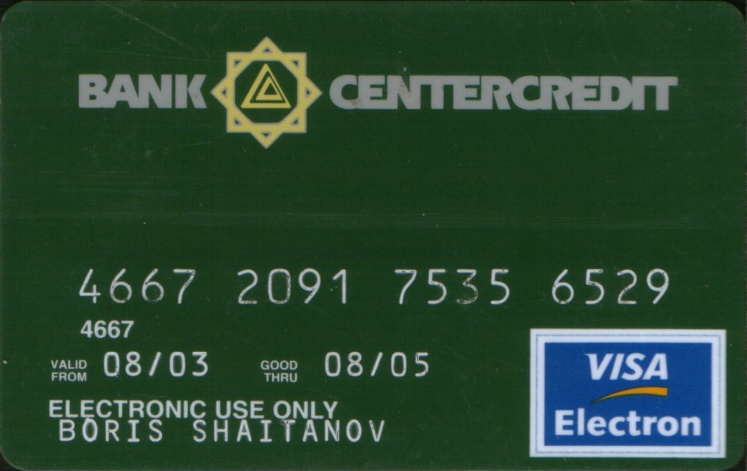 BANK CENTERCREDIT
4667 2091 7535 6529
4667
VALID FROM 08/03 GOOD THRU 08/05
ELECTRONIC USE ONLY
BORIS SHAITANOV
VISA
Electron